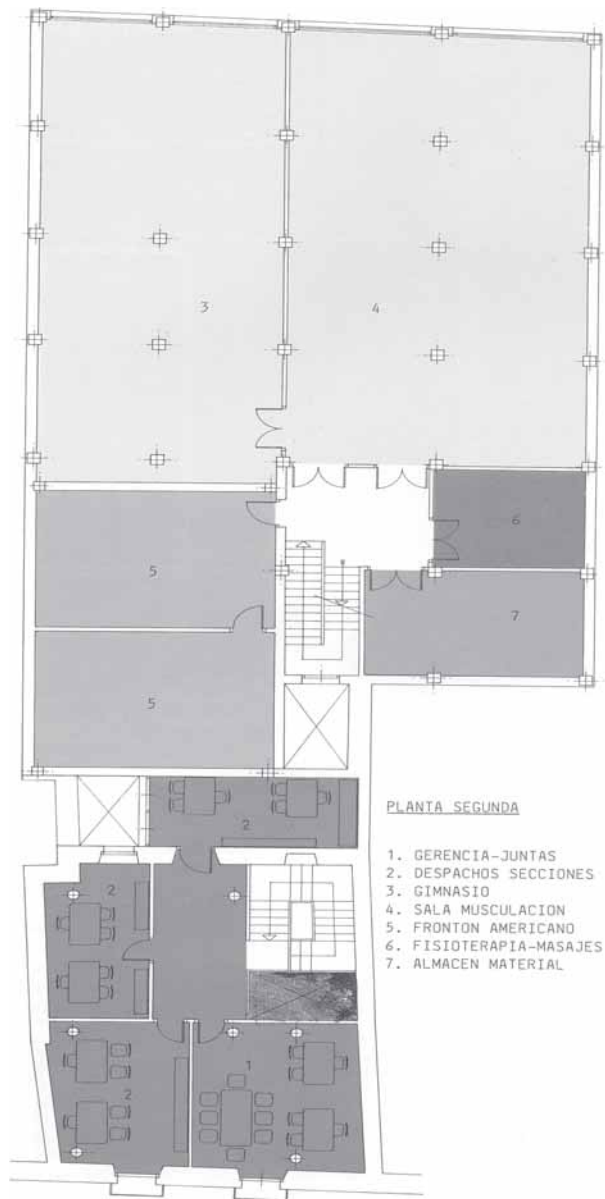 3
4
6
5
7
5
2
PLANTA SEGUNDA
1. GERENCIA-JUNTAS
2. DESPACHOS SECCIONES
3. GIMNASIO
4. SALA MUSCULACION
5. FRONTON AMERICANO
6. FISIOTERAPIA-MASAJES
7. ALMACEN MATERIAL
2
1
2